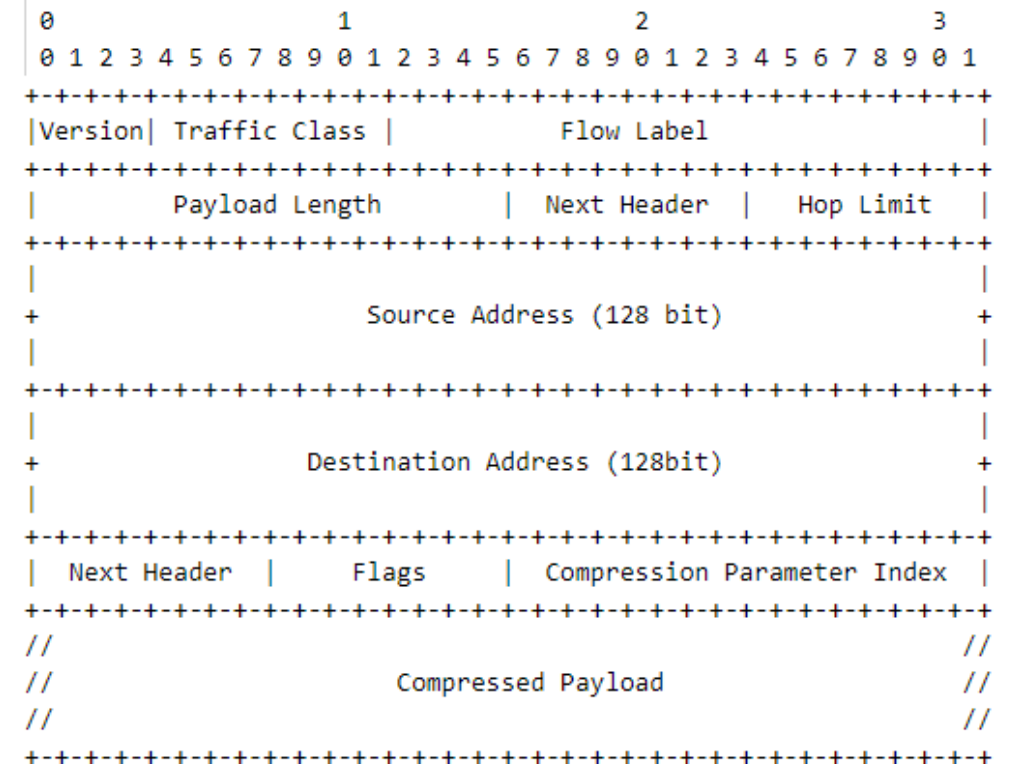 0                   1                   2                   3
0 1 2 3 4 5 6 7 8 9 0 1 2 3 4 5 6 7 8 9 0 1 2 3 4 5 6 7 8 9 0 1
+-+-+-+-+-+-+-+-+-+-+-+-+-+-+-+-+-+-+-+-+-+-+-+-+-+-+-+-+-+-+-+-+
|Version| Traffic Class |           Flow Label                  |
+-+-+-+-+-+-+-+-+-+-+-+-+-+-+-+-+-+-+-+-+-+-+-+-+-+-+-+-+-+-+-+-+
|         Payload Length        |  Next Header  |   Hop Limit   |
+-+-+-+-+-+-+-+-+-+-+-+-+-+-+-+-+-+-+-+-+-+-+-+-+-+-+-+-+-+-+-+-+
|                                                               |
+                      Source Address (128 bit)                 +
|                                                               |
+-+-+-+-+-+-+-+-+-+-+-+-+-+-+-+-+-+-+-+-+-+-+-+-+-+-+-+-+-+-+-+-+
|                                                               |
+                  Destination Address (128bit)                 +
|                                                               |
+-+-+-+-+-+-+-+-+-+-+-+-+-+-+-+-+-+-+-+-+-+-+-+-+-+-+-+-+-+-+-+-+
|  Next Header  |     Flags     |  Compression Parameter Index  |
+-+-+-+-+-+-+-+-+-+-+-+-+-+-+-+-+-+-+-+-+-+-+-+-+-+-+-+-+-+-+-+-+
//                                                             //
//                       Compressed Payload                    //
//                                                             //
+-+-+-+-+-+-+-+-+-+-+-+-+-+-+-+-+-+-+-+-+-+-+-+-+-+-+-+-+-+-+-+-+